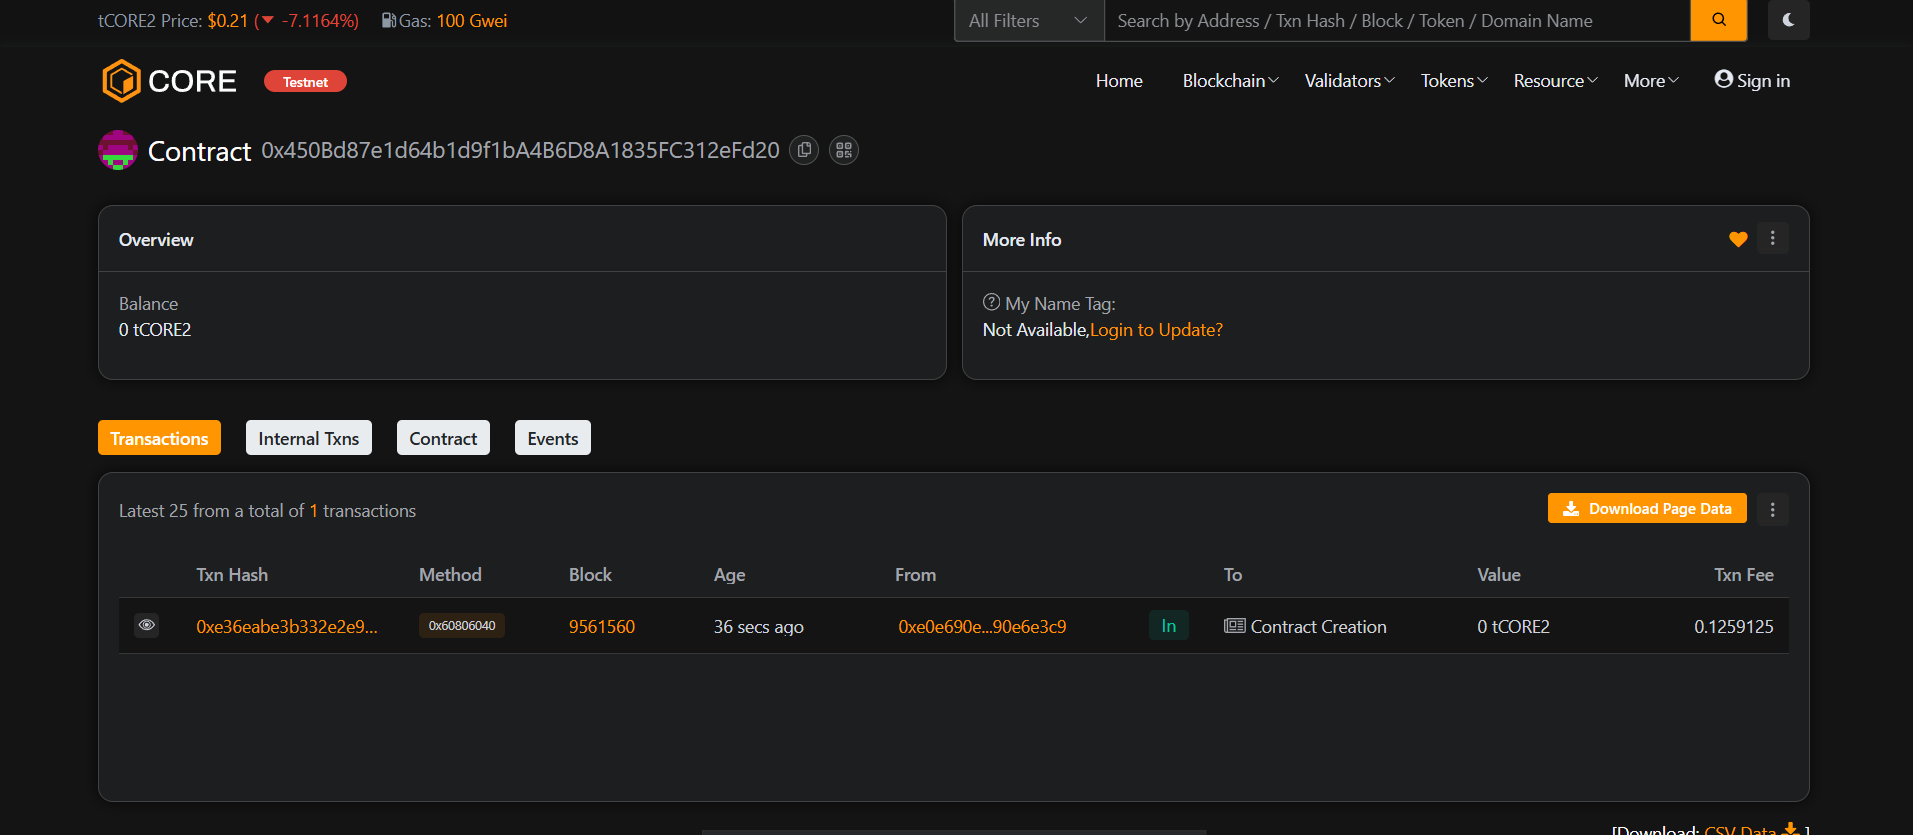 tCORE2 Price: $0.21 (▼ -7.1164%) Gas: 100 Gwei All Filters Search by Address / Txn Hash / Block / Token / Domain Name
CORE Testnet Home Blockchain Validators Tokens Resource More Sign in
Contract 0x450Bd87e1d64b1d9f1bA4B6D8A1835FC312eFd20
Overview
Balance
0 tCORE2
More Info
My Name Tag:
Not Available,Login to Update?
Transactions Internal Txns Contract Events
Latest 25 from a total of 1 transactions Download Page Data
Txn Hash Method Block Age From To Value Txn Fee
0xe36eabe3b332e2e9... 0x60806040 9561560 36 secs ago 0xe0e690e...90e6e3c9 In Contract Creation 0 tCORE2 0.1259125
[Download: CSV Data ]